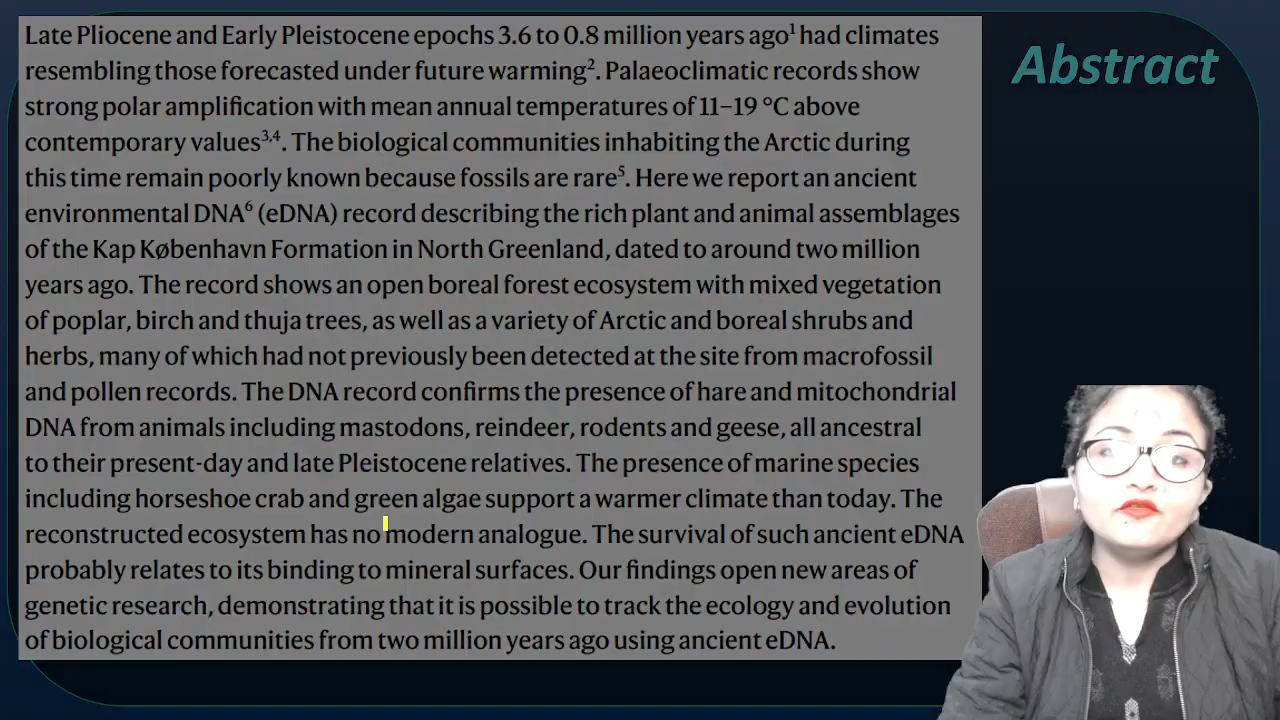 Abstract
Late Pliocene and Early Pleistocene epochs 3.6 to 0.8 million years ago¹ had climates
resembling those forecasted under future warming². Palaeoclimatic records show
strong polar amplification with mean annual temperatures of 11–19 °C above
contemporary values³,⁴. The biological communities inhabiting the Arctic during
this time remain poorly known because fossils are rare⁵. Here we report an ancient
environmental DNA⁶ (eDNA) record describing the rich plant and animal assemblages
of the Kap København Formation in North Greenland, dated to around two million
years ago. The record shows an open boreal forest ecosystem with mixed vegetation
of poplar, birch and thuja trees, as well as a variety of Arctic and boreal shrubs and
herbs, many of which had not previously been detected at the site from macrofossil
and pollen records. The DNA record confirms the presence of hare and mitochondrial
DNA from animals including mastodons, reindeer, rodents and geese, all ancestral
to their present-day and late Pleistocene relatives. The presence of marine species
including horseshoe crab and green algae support a warmer climate than today. The
reconstructed ecosystem has no modern analogue. The survival of such ancient eDNA
probably relates to its binding to mineral surfaces. Our findings open new areas of
genetic research, demonstrating that it is possible to track the ecology and evolution
of biological communities from two million years ago using ancient eDNA.